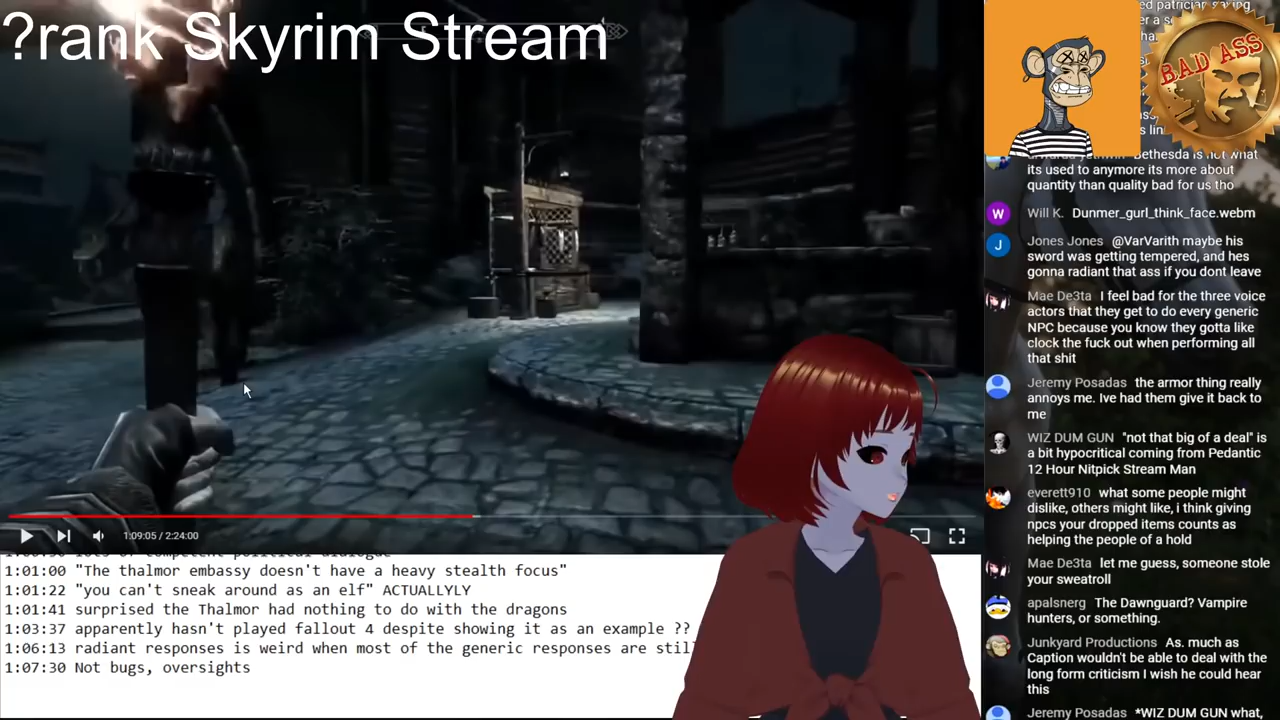 ?rank Skyrim Stream
BAD ASS
its used to anymore its more about
quantity than quality bad for us tho
Will K. Dunmer_gurl_think_face.webm
Jones Jones @VarVarith maybe his
sword was getting tempered, and hes
gonna radiant that ass if you dont leave
Mae De3ta I feel bad for the three voice
actors that they get to do every generic
NPC because you know they gotta like
clock the fuck out when performing all
that shit
Jeremy Posadas the armor thing really
annoys me. Ive had them give it back to
me
WIZ DUM GUN "not that big of a deal" is
a bit hypocritical coming from Pedantic
12 Hour Nitpick Stream Man
everett910 what some people might
dislike, others might like, i think giving
npcs your dropped items counts as
helping the people of a hold
Mae De3ta let me guess, someone stole
your sweatroll
apalsnerg The Dawnguard? Vampire
hunters, or something.
Junkyard Productions As. much as
Caption wouldn't be able to deal with the
long form criticism I wish he could hear
this
Jeremy Posadas *WIZ DUM GUN what,
1:09:05 / 2:24:00
lots of competent political dialogue
1:01:00 "The thalmor embassy doesn't have a heavy stealth focus"
1:01:22 "you can't sneak around as an elf" ACTUALLYLY
1:01:41 surprised the Thalmor had nothing to do with the dragons
1:03:37 apparently hasn't played fallout 4 despite showing it as an example ??
1:06:13 radiant responses is weird when most of the generic responses are stil
1:07:30 Not bugs, oversights